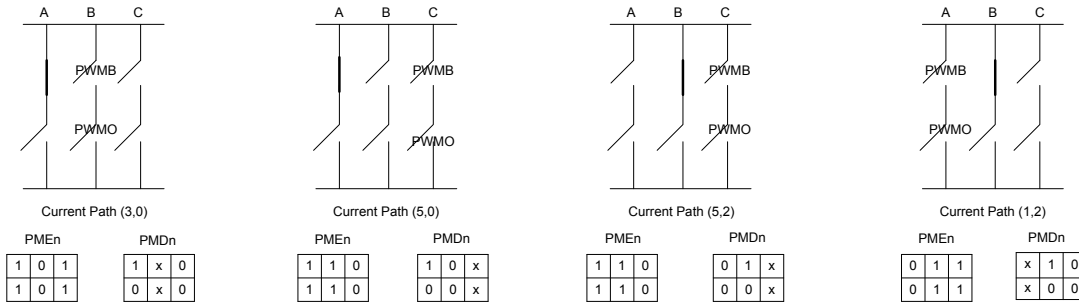 A B C A B C A B C A B C
PWMB PWMB PWMB PWMB
PWMO PWMO PWMO PWMO
Current Path (3,0) Current Path (5,0) Current Path (5,2) Current Path (1,2)
PMEn PMDn PMEn PMDn PMEn PMDn PMEn PMDn
1 0 1 1 x 0 1 1 0 1 0 x 1 1 0 0 1 x 0 1 1 x 1 0
1 0 1 0 x 0 1 1 0 0 0 x 1 1 0 0 0 x 0 1 1 x 0 0